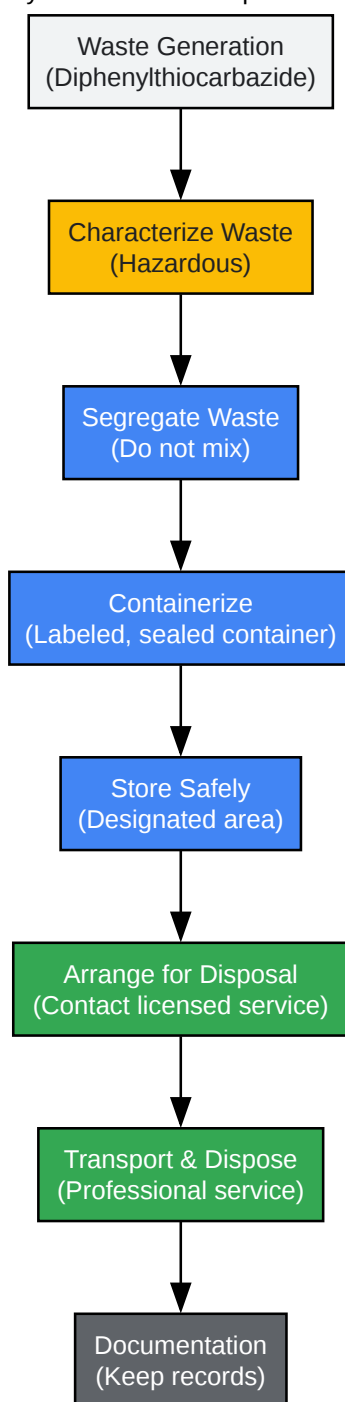 Waste Generation
(Diphenylthiocarbazide)
Characterize Waste
(Hazardous)
Segregate Waste
(Do not mix)
Containerize
(Labeled, sealed container)
Store Safely
(Designated area)
Arrange for Disposal
(Contact licensed service)
Transport & Dispose
(Professional service)
Documentation
(Keep records)